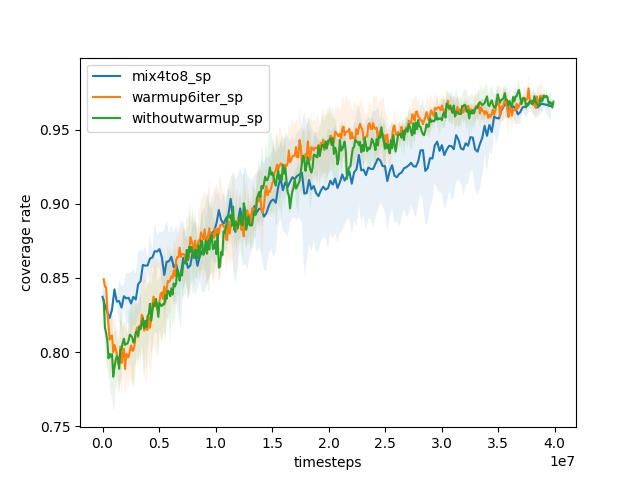 mix4to8_sp
warmup6iter_sp
withoutwarmup_sp
0.95
0.90
0.85
0.80
0.75
coverage rate
0.0 0.5 1.0 1.5 2.0 2.5 3.0 3.5 4.0
timesteps
1e7